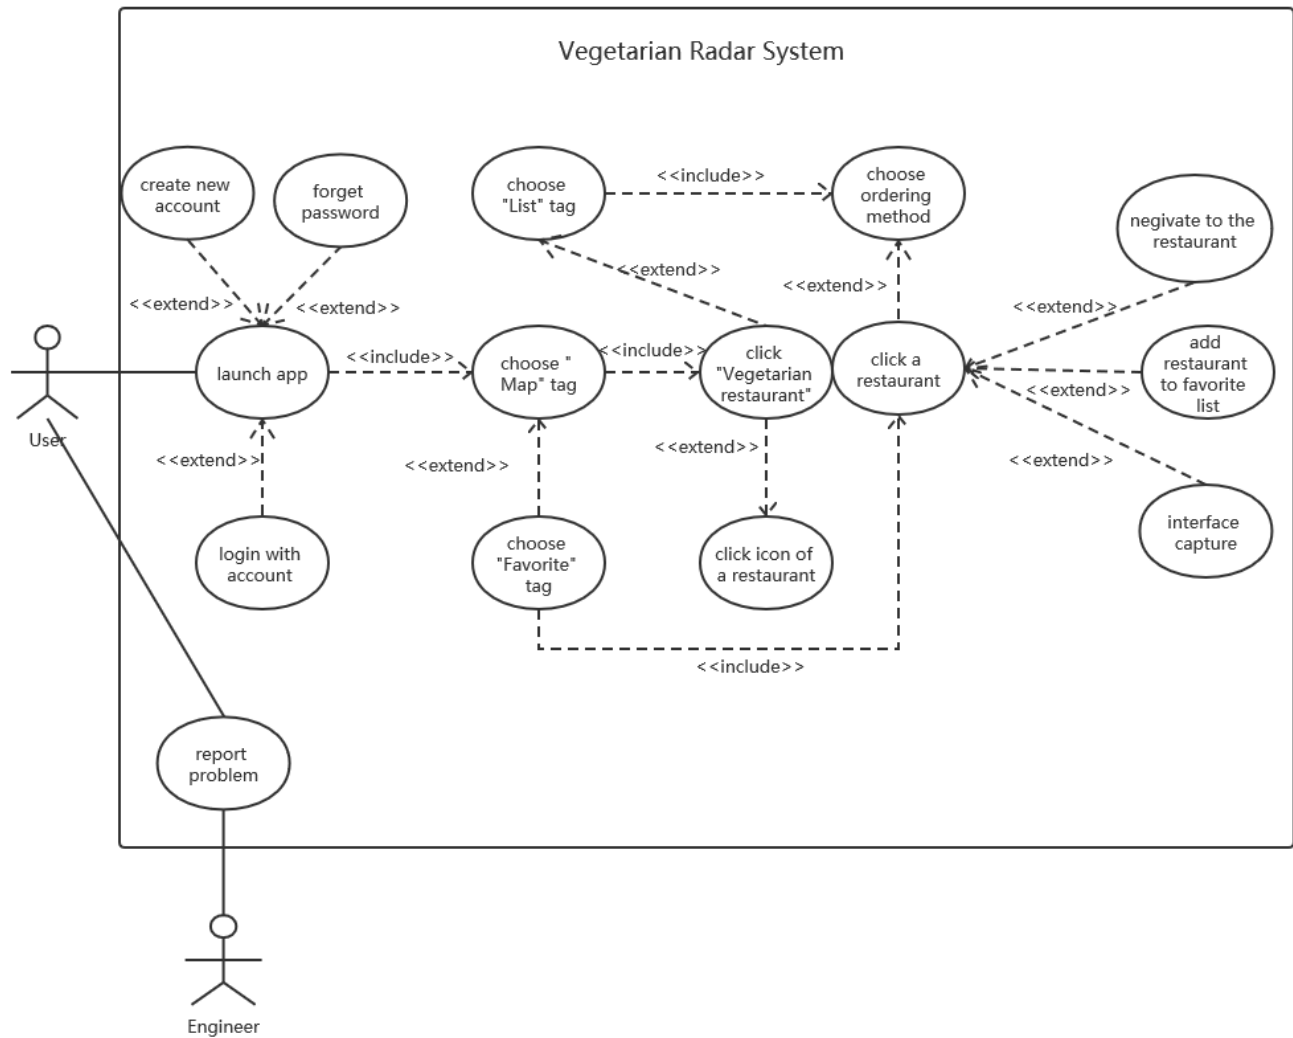 Vegetarian Radar System
create new
account
forget
password
choose
"List" tag
<<include>>
choose
ordering
method
negivate to the
restaurant
<<extend>>
<<extend>>
<<extend>>
<<extend>>
<<extend>>
launch app
<<include>>
choose "
Map" tag
<<include>>
click
"Vegetarian
restaurant"
click a
restaurant
add
restaurant
to favorite
list
<<extend>>
User
<<extend>>
<<extend>>
<<extend>>
<<extend>>
login with
account
choose
"Favorite"
tag
click icon of
a restaurant
interface
capture
<<include>>
report
problem
Engineer